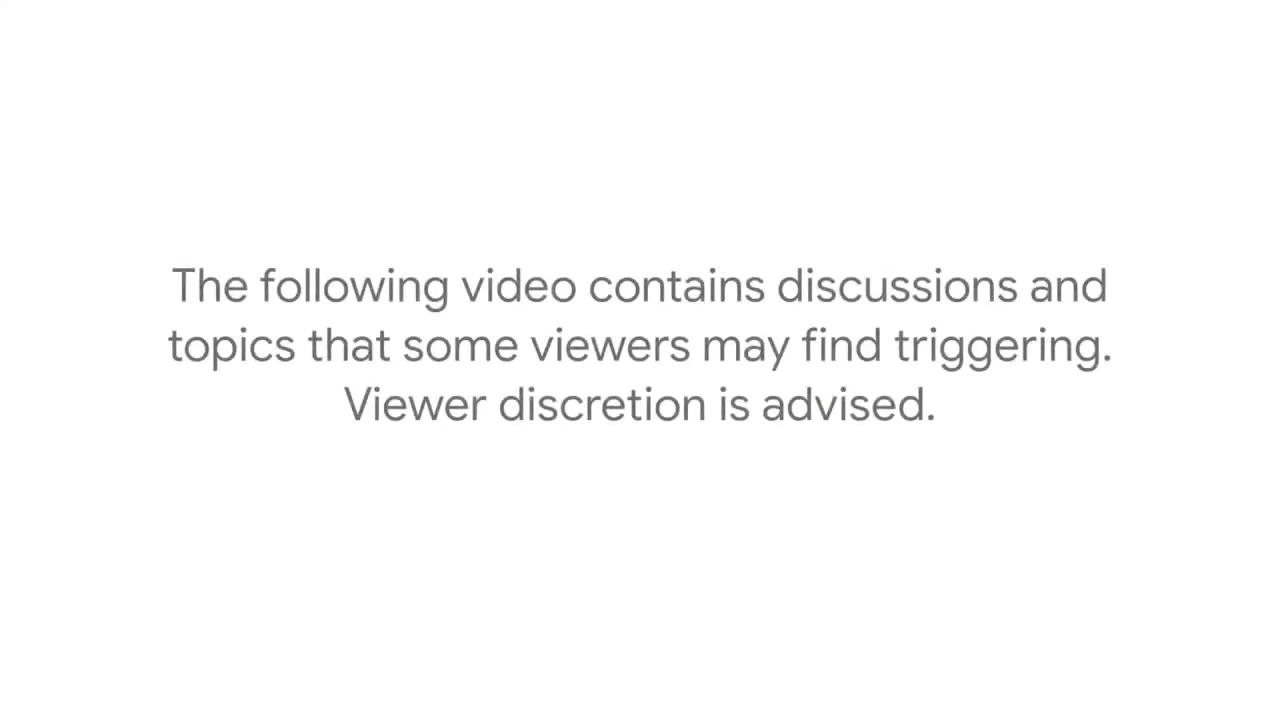 The following video contains discussions and
topics that some viewers may find triggering.
Viewer discretion is advised.